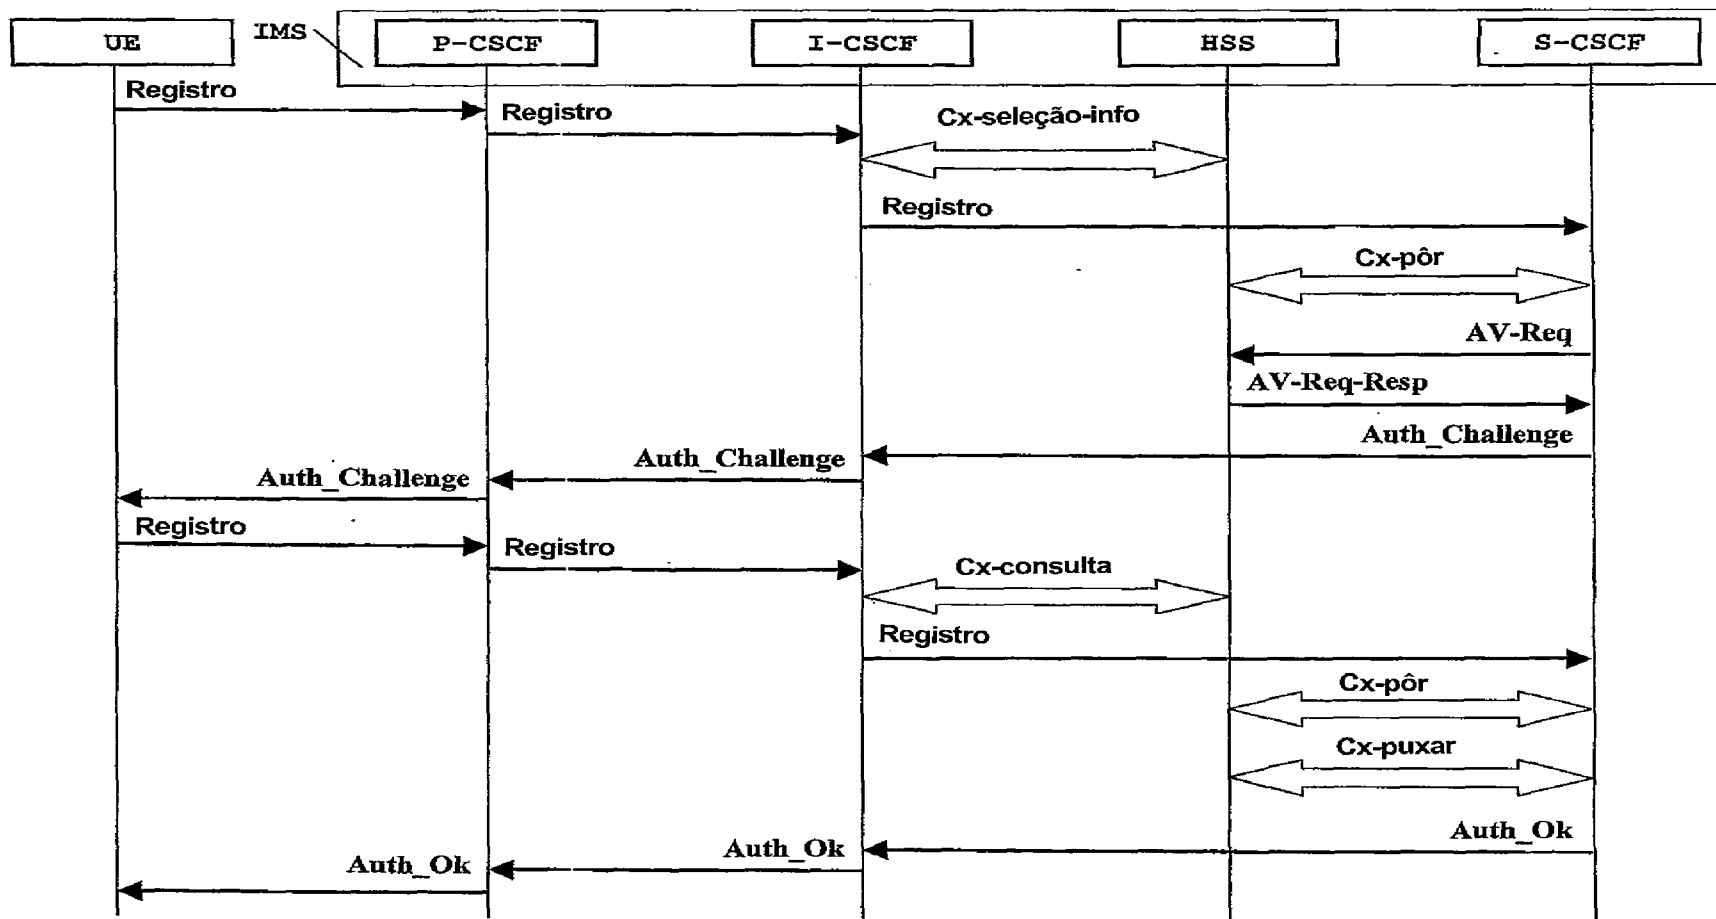 UE
IMS
P-CSCF
I-CSCF
HSS
S-CSCF
Registro
Registro
Cx-seleção-info
Registro
Cx-pôr
AV-Req
AV-Req-Resp
Auth_Challenge
Auth_Challenge
Auth_Challenge
Registro
Registro
Cx-consulta
Registro
Cx-pôr
Cx-puxar
Auth_Ok
Auth_Ok
Auth_Ok